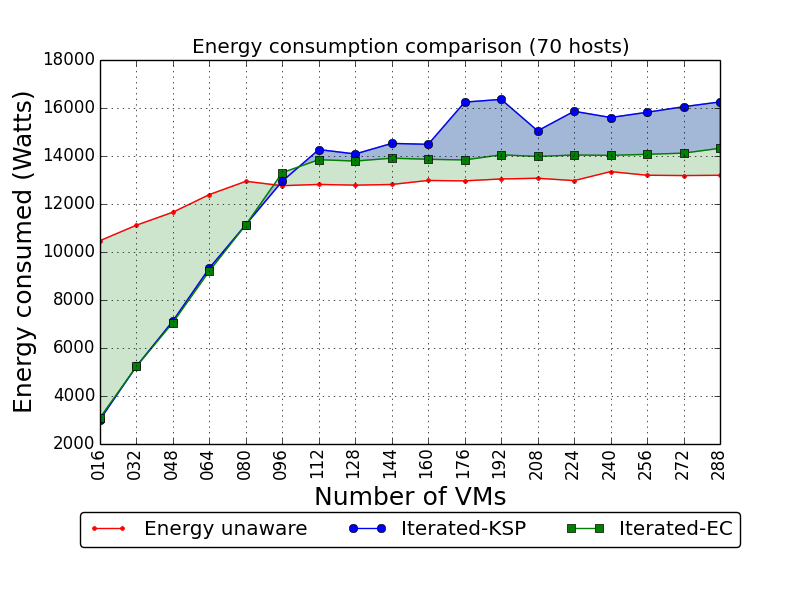 Energy consumption comparison (70 hosts)
18000
16000
14000
12000
10000
8000
6000
4000
2000
Energy consumed (Watts)
016 032 048 064 080 096 112 128 144 160 176 192 208 224 240 256 272 288
Number of VMs
Energy unaware Iterated-KSP Iterated-EC